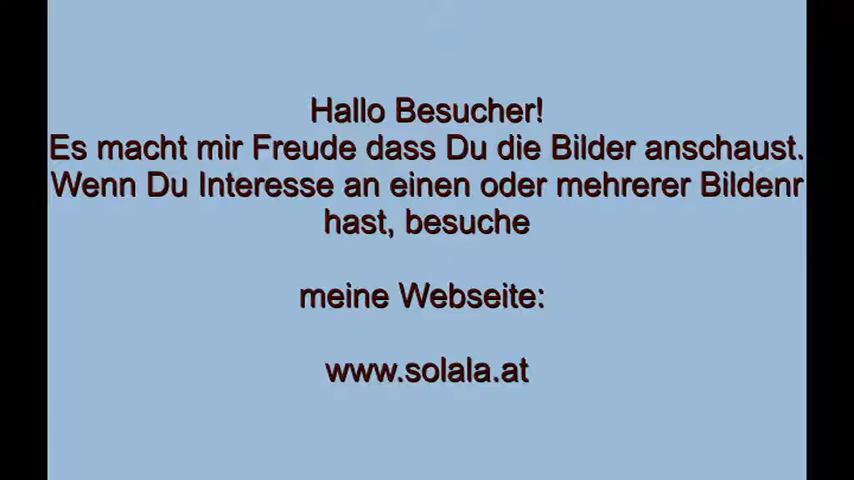 Hallo Besucher!
Es macht mir Freude dass Du die Bilder anschaust.
Wenn Du Interesse an einen oder mehrerer Bildenr
hast, besuche
meine Webseite:
www.solala.at